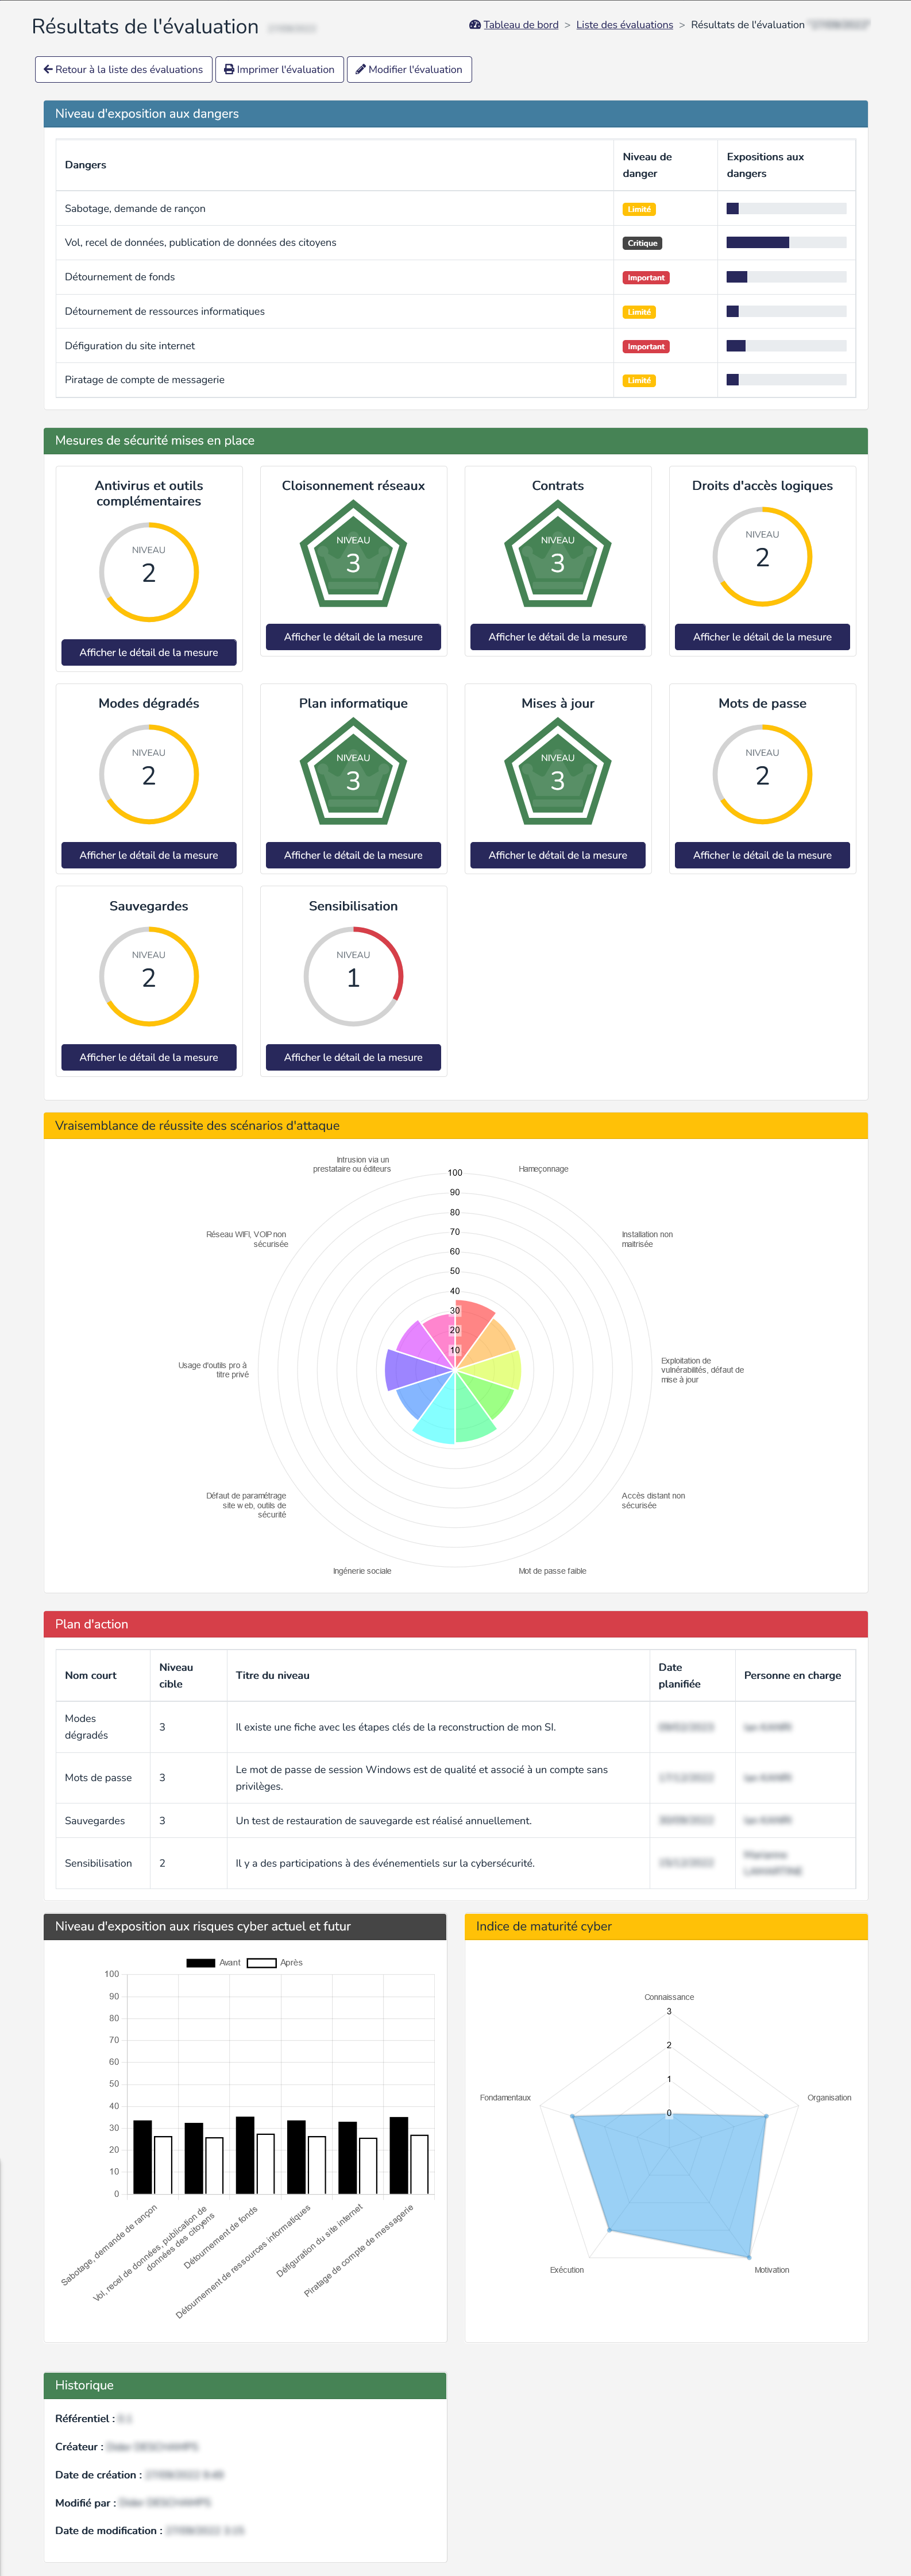 Résultats de l'évaluation
Tableau de bord > Liste des évaluations > Résultats de l'évaluation
Retour à la liste des évaluations
Imprimer l'évaluation
Modifier l'évaluation
Niveau d'exposition aux dangers
Dangers
Niveau de
danger
Expositions aux
dangers
Sabotage, demande de rançon
Limité
Vol, recel de données, publication de données des citoyens
Critique
Détournement de fonds
Important
Détournement de ressources informatiques
Limité
Défiguration du site internet
Important
Piratage de compte de messagerie
Limité
Mesures de sécurité mises en place
Antivirus et outils
complémentaires
NIVEAU
2
Afficher le détail de la mesure
Cloisonnement réseaux
NIVEAU
3
Afficher le détail de la mesure
Contrats
NIVEAU
3
Afficher le détail de la mesure
Droits d'accès logiques
NIVEAU
2
Afficher le détail de la mesure
Modes dégradés
NIVEAU
2
Afficher le détail de la mesure
Plan informatique
NIVEAU
3
Afficher le détail de la mesure
Mises à jour
NIVEAU
3
Afficher le détail de la mesure
Mots de passe
NIVEAU
2
Afficher le détail de la mesure
Sauvegardes
NIVEAU
2
Afficher le détail de la mesure
Sensibilisation
NIVEAU
1
Afficher le détail de la mesure
Vraisemblance de réussite des scénarios d'attaque
Intrusion via un
prestataire ou éditeurs
Hameçonnage
Réseau WIFI, VOIP non
sécurisée
Installation non
maitrisée
Usage d'outils pro à
titre privé
Exploitation de
vulnérabilités, défaut de
mise à jour
Défaut de paramétrage
site web, outils de
sécurité
Accès distant non
sécurisée
Ingénerie sociale
Mot de passe faible
100
90
80
70
60
50
40
30
20
10
Plan d'action
Nom court
Niveau
cible
Titre du niveau
Date
planifiée
Personne en charge
Modes
dégradés
3
Il existe une fiche avec les étapes clés de la reconstruction de mon SI.
Mots de passe
3
Le mot de passe de session Windows est de qualité et associé à un compte sans
privilèges.
Sauvegardes
3
Un test de restauration de sauvegarde est réalisé annuellement.
Sensibilisation
2
Il y a des participations à des événementiels sur la cybersécurité.
Niveau d'exposition aux risques cyber actuel et futur
Avant
Après
100
90
80
70
60
50
40
30
20
10
0
Sabotage, demande de rançon
Vol, recel de données, publication de
données des citoyens
Détournement de fonds
Détournement de ressources informatiques
Défiguration du site internet
Piratage de compte de messagerie
Indice de maturité cyber
Connaissance
3
2
1
0
Fondamentaux
Organisation
Exécution
Motivation
Historique
Référentiel :
Créateur :
Date de création :
Modifié par :
Date de modification :